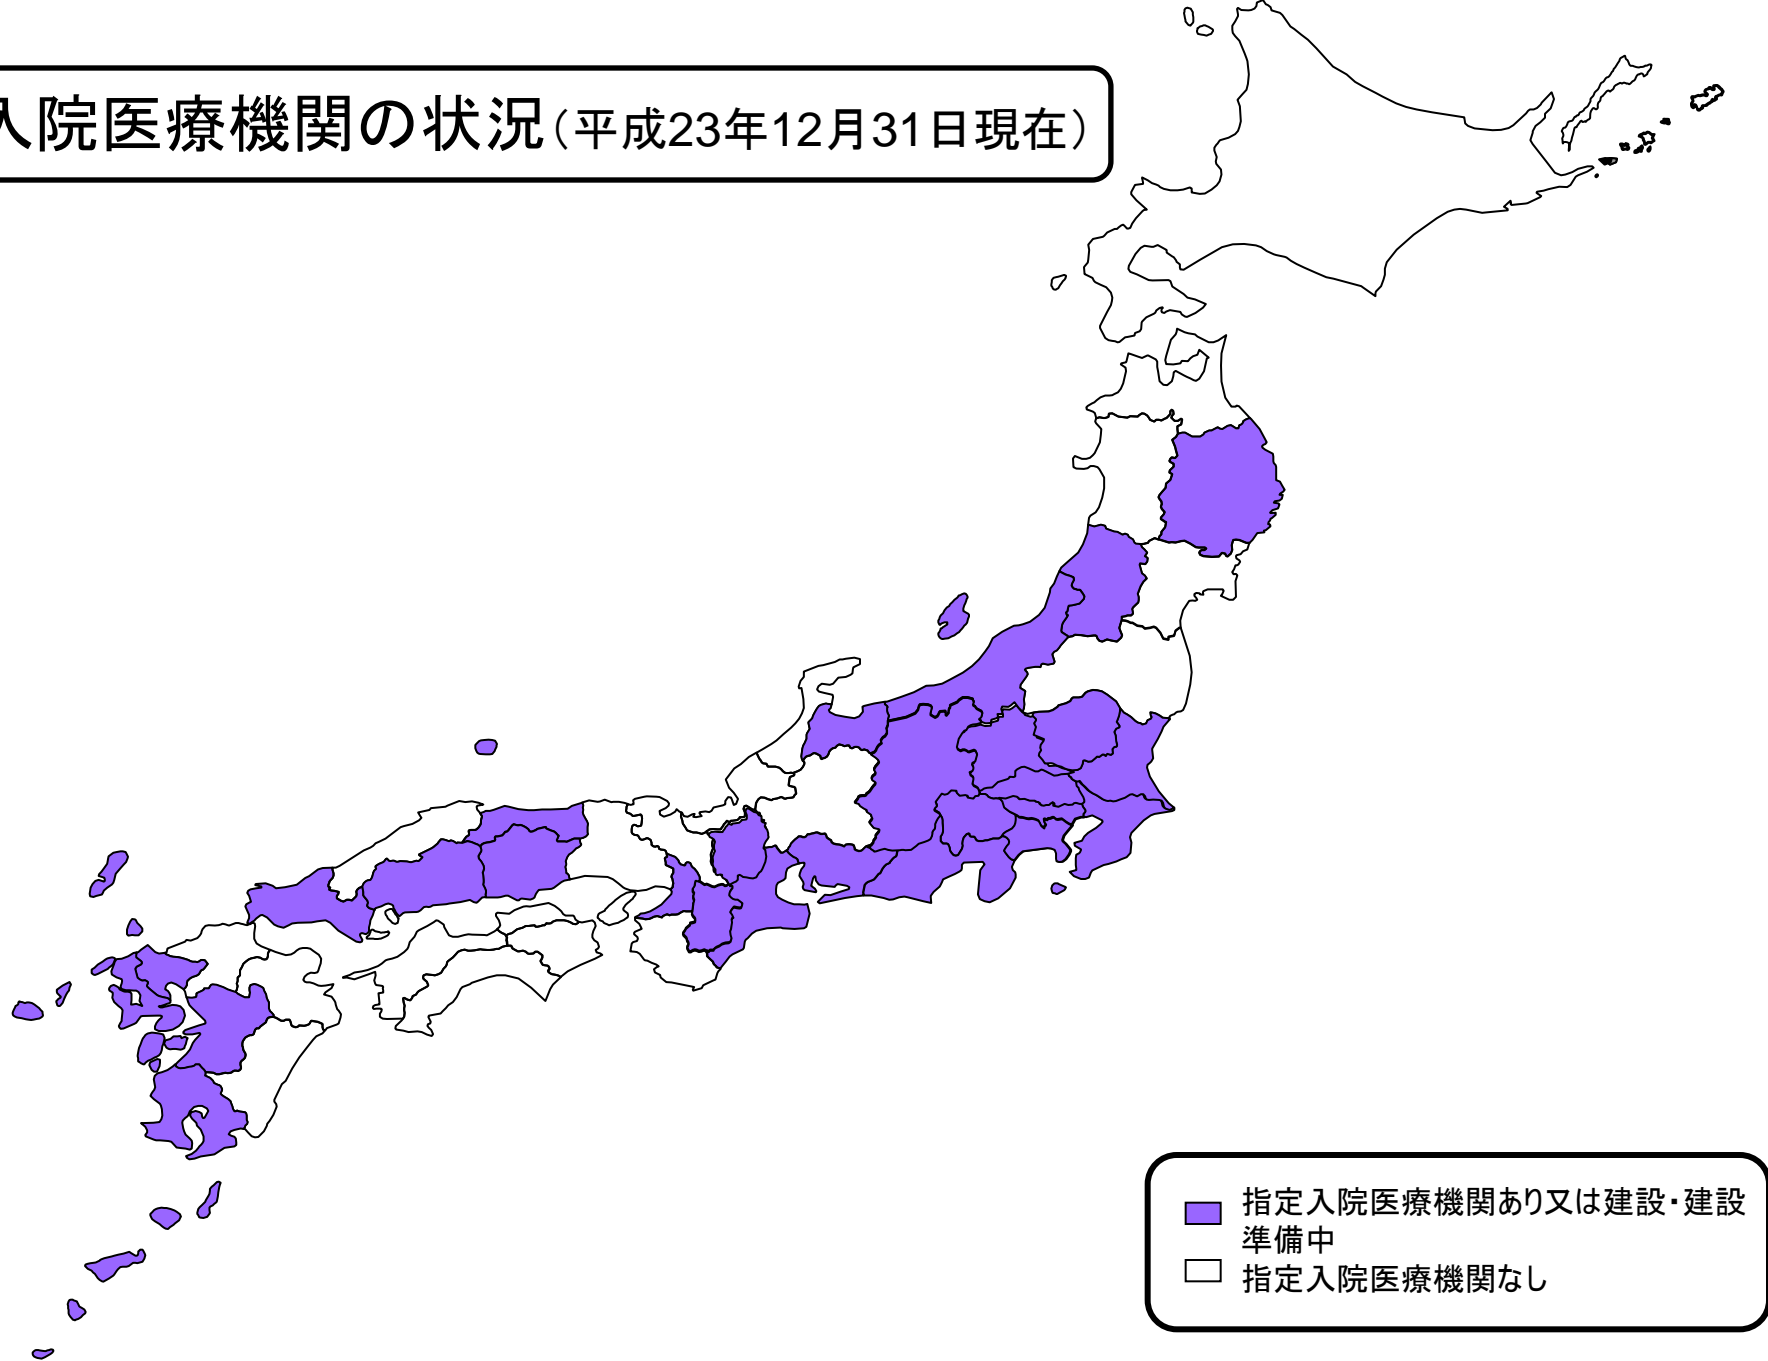 入院医療機関の状況（平成23年12月31日現在）
指定入院医療機関あり又は建設・建設
準備中
指定入院医療機関なし